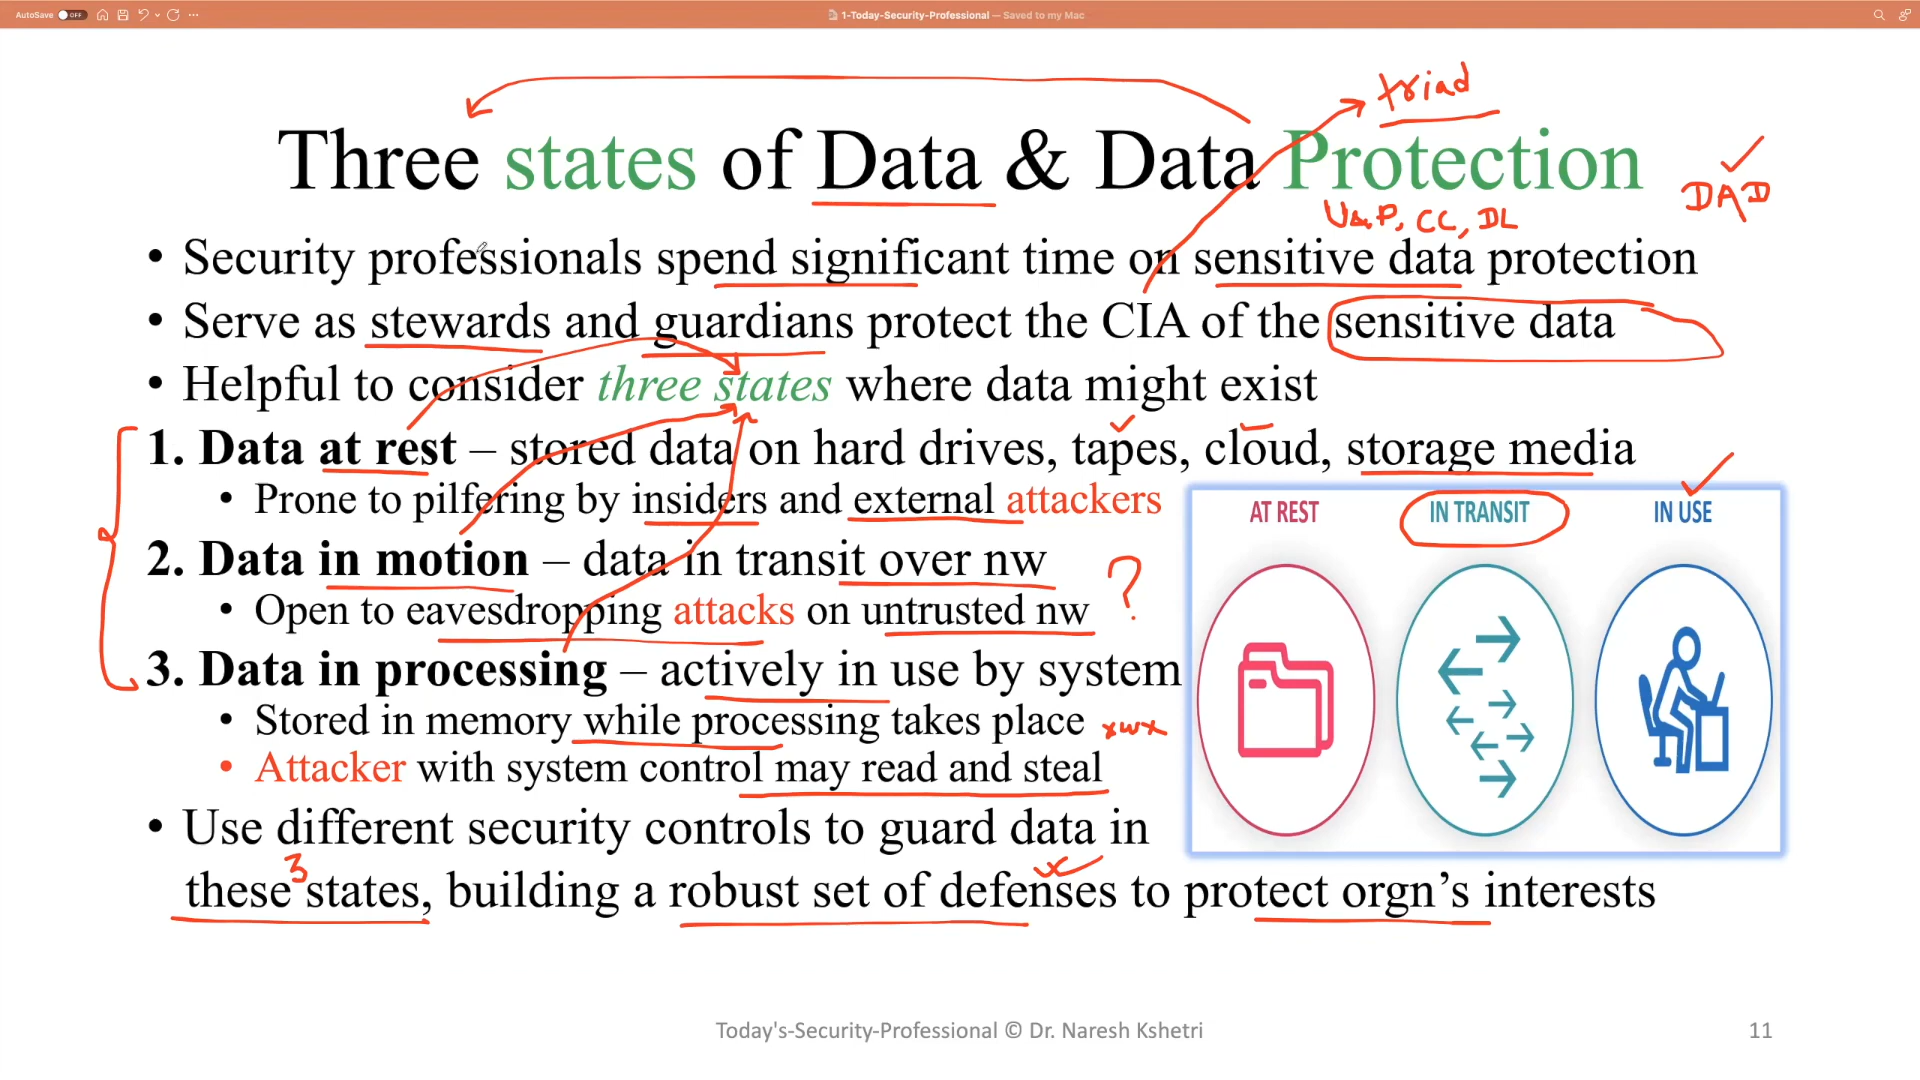 AutoSave OFF
1-Today-Security-Professional — Saved to my Mac
triad
Three states of Data & Data Protection
DAD
U&P, CC, DL
• Security professionals spend significant time on sensitive data protection
• Serve as stewards and guardians protect the CIA of the sensitive data
• Helpful to consider three states where data might exist
1. Data at rest – stored data on hard drives, tapes, cloud, storage media
• Prone to pilfering by insiders and external attackers
2. Data in motion – data in transit over nw
• Open to eavesdropping attacks on untrusted nw ?
3. Data in processing – actively in use by system
• Stored in memory while processing takes place
• Attacker with system control may read and steal
AT REST IN TRANSIT IN USE
• Use different security controls to guard data in
these 3 states, building a robust set of defenses to protect orgn’s interests
Today's-Security-Professional © Dr. Naresh Kshetri
11